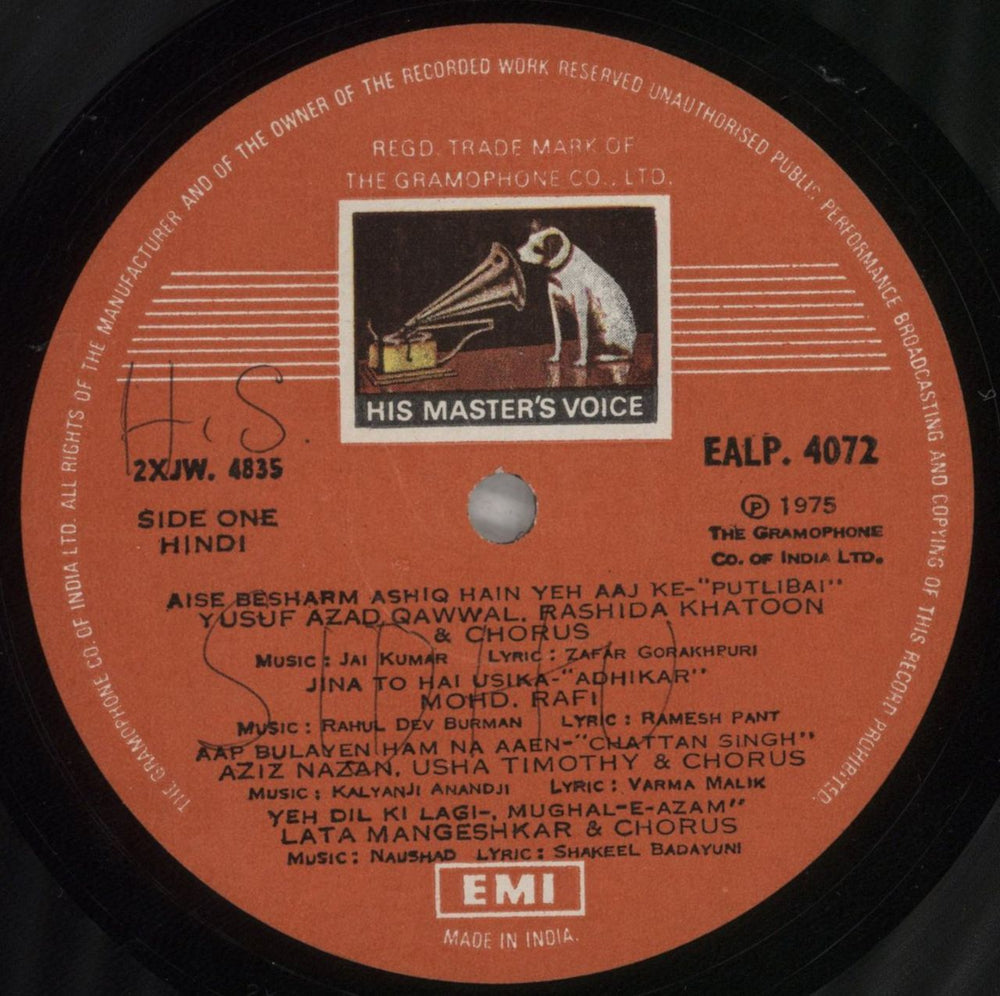 THE GRAMOPHONE CO. OF INDIA LTD. ALL RIGHTS OF THE MANUFACTURER AND OF THE OWNER OF THE RECORDED WORK RESERVED UNAUTHORISED PUBLIC PERFORMANCE BROADCASTING AND COPYING OF THIS RECORD PROHIBITED.
REGD. TRADE MARK OF
THE GRAMOPHONE CO., LTD.
HIS MASTER'S VOICE
H. S.
2XJW. 4835
EALP. 4072
SIDE ONE
HINDI
℗ 1975
THE GRAMOPHONE
CO. OF INDIA LTD.
AISE BESHARM ASHIQ HAIN YEH AAJ KE-"PUTLIBAI"
YUSUF AZAD QAWWAL, RASHIDA KHATOON
& CHORUS
MUSIC : JAI KUMAR LYRIC : ZAFAR GORAKHPURI
JINA TO HAI USIKA-"ADHIKAR"
MOHD. RAFI
MUSIC : RAHUL DEV BURMAN LYRIC : RAMESH PANT
AAP BULAYEN HAM NA AAEN-"CHATTAN SINGH"
AZIZ NAZAN, USHA TIMOTHY & CHORUS
MUSIC : KALYANJI ANANDJI LYRIC : VARMA MALIK
YEH DIL KI LAGI-, MUGHAL-E-AZAM"
LATA MANGESHKAR & CHORUS
MUSIC : NAUSHAD LYRIC : SHAKEEL BADAYUNI
EMI
MADE IN INDIA.